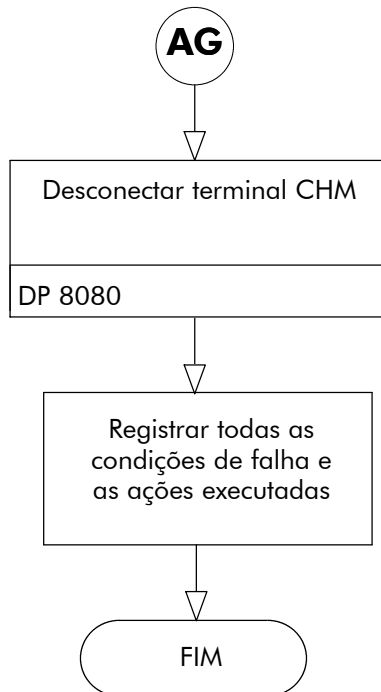 AG
Desconectar terminal CHM
DP 8080
Registrar todas as
condições de falha e
as ações executadas
FIM